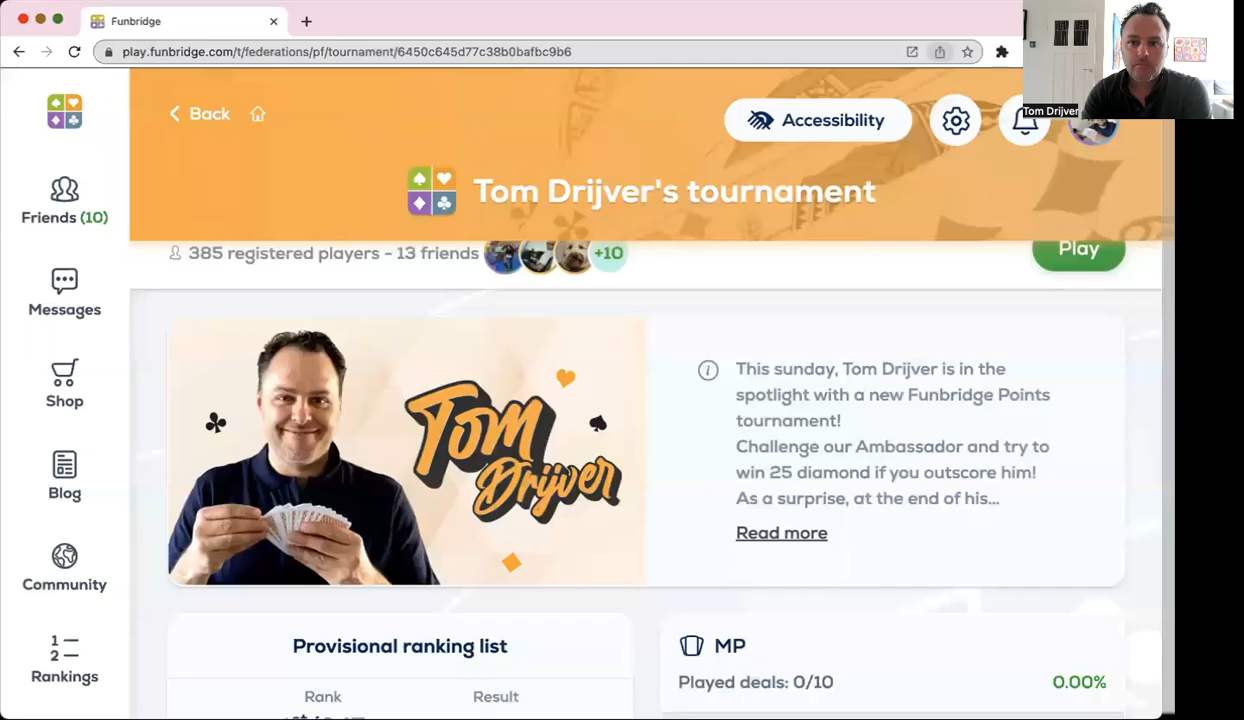 Funbridge
play.funbridge.com/t/federations/pf/tournament/6450c645d77c38b0bafbc9b6
Tom Drijver
Back
Accessibility
Tom Drijver's tournament
385 registered players - 13 friends
+10
Play
Friends (10)
Messages
Shop
Blog
Community
1
2
Rankings
Tom
Drijver
This sunday, Tom Drijver is in the
spotlight with a new Funbridge Points
tournament!
Challenge our Ambassador and try to
win 25 diamond if you outscore him!
As a surprise, at the end of his...
Read more
Provisional ranking list
Rank
Result
MP
Played deals: 0/10
0.00%